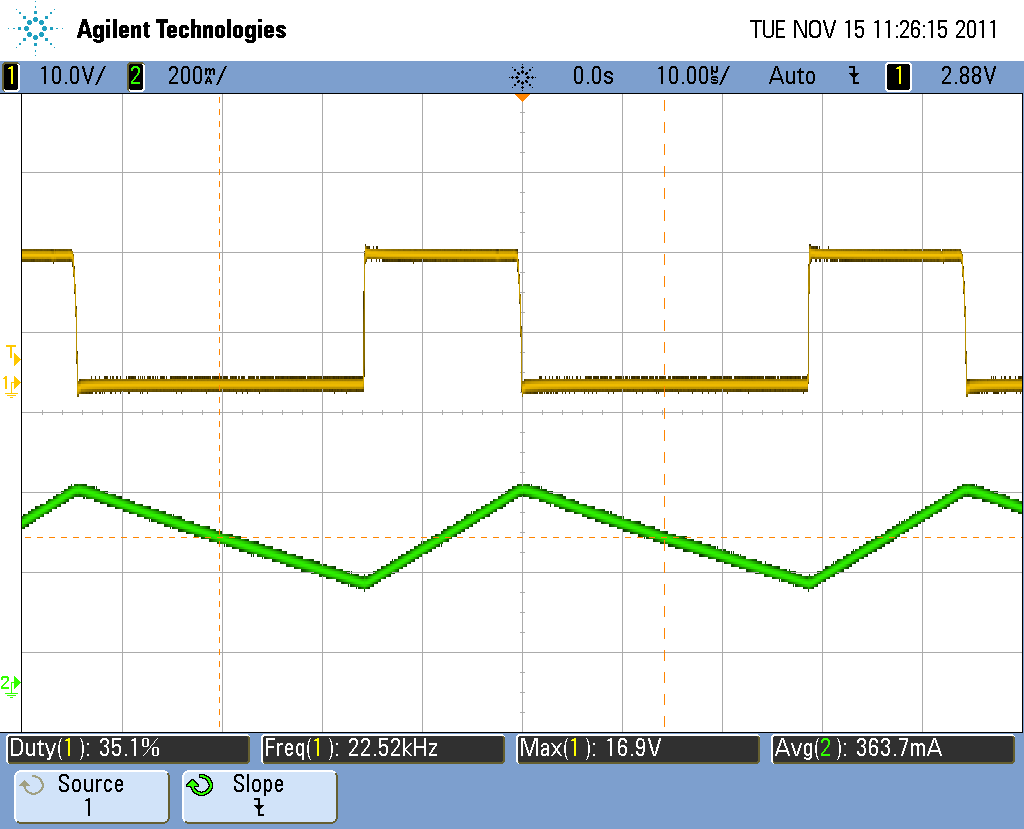 Agilent Technologies TUE NOV 15 11:26:15 2011
1 10.0V/ 2 200mA/ 0.0s 10.00us/ Auto 1 2.88V
T
1
2
Duty(1): 35.1% Freq(1): 22.52kHz Max(1): 16.9V Avg(2): 363.7mA
Source Slope
1